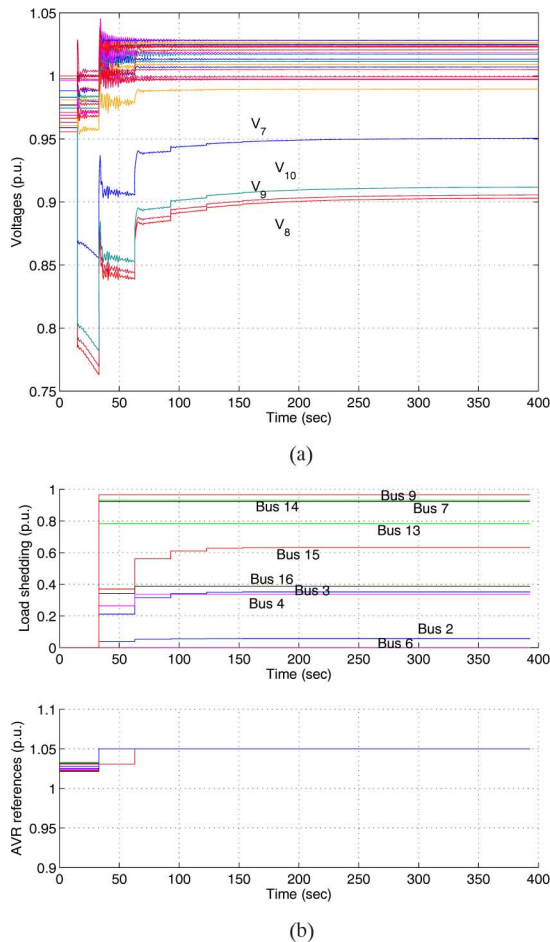 1.05
1
0.95
0.9
0.85
0.8
0.75
Voltages (p.u.)
V7
V10
V9
V8
0 50 100 150 200 250 300 350 400
Time (sec)
(a)
1
0.8
0.6
0.4
0.2
0
Load shedding (p.u.)
Bus 9
Bus 14
Bus 7
Bus 13
Bus 15
Bus 16
Bus 3
Bus 4
Bus 2
Bus 6
0 50 100 150 200 250 300 350 400
Time (sec)
1.1
1.05
1
0.95
0.9
AVR references (p.u.)
0 50 100 150 200 250 300 350 400
Time (sec)
(b)